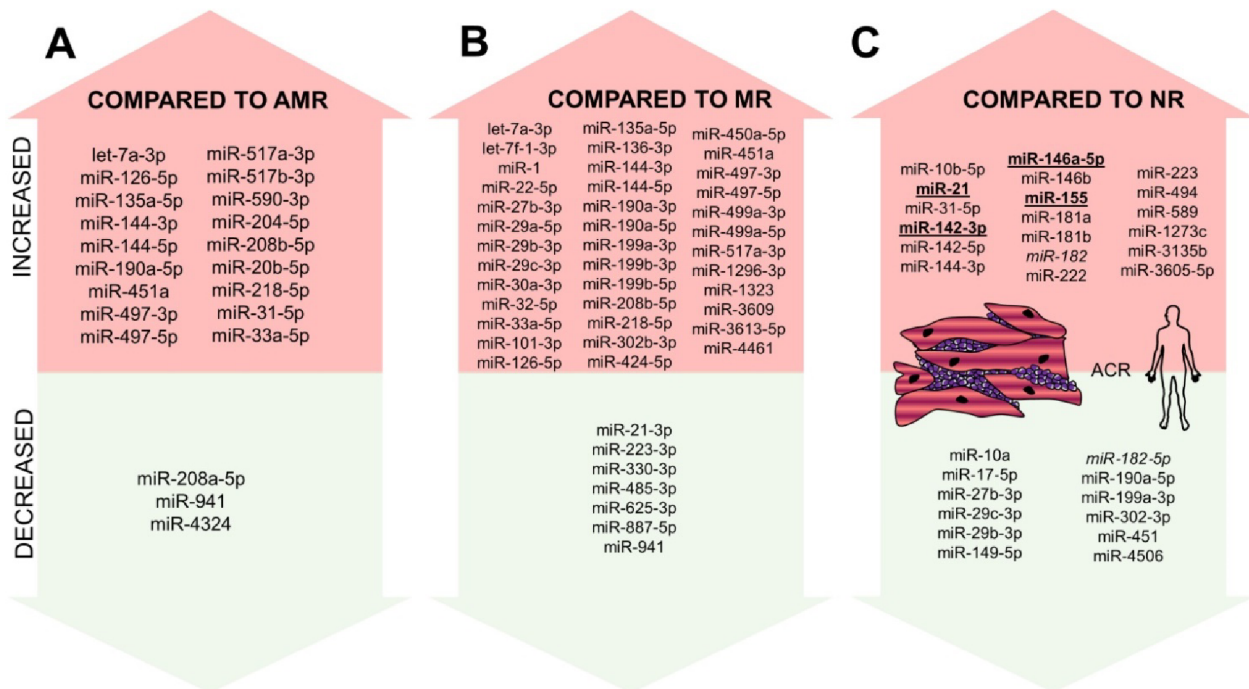 A
COMPARED TO AMR
INCREASED
let-7a-3p
miR-126-5p
miR-135a-5p
miR-144-3p
miR-144-5p
miR-190a-5p
miR-451a
miR-497-3p
miR-497-5p
miR-517a-3p
miR-517b-3p
miR-590-3p
miR-204-5p
miR-208b-5p
miR-20b-5p
miR-218-5p
miR-31-5p
miR-33a-5p
DECREASED
miR-208a-5p
miR-941
miR-4324
B
COMPARED TO MR
let-7a-3p
let-7f-1-3p
miR-1
miR-22-5p
miR-27b-3p
miR-29a-5p
miR-29b-3p
miR-29c-3p
miR-30a-3p
miR-32-5p
miR-33a-5p
miR-101-3p
miR-126-5p
miR-135a-5p
miR-136-3p
miR-144-3p
miR-144-5p
miR-190a-3p
miR-190a-5p
miR-199a-3p
miR-199b-3p
miR-199b-5p
miR-208b-5p
miR-218-5p
miR-302b-3p
miR-424-5p
miR-450a-5p
miR-451a
miR-497-3p
miR-497-5p
miR-499a-3p
miR-499a-5p
miR-517a-3p
miR-1296-3p
miR-1323
miR-3609
miR-3613-5p
miR-4461
miR-21-3p
miR-223-3p
miR-330-3p
miR-485-3p
miR-625-3p
miR-887-5p
miR-941
C
COMPARED TO NR
miR-10b-5p
miR-21
miR-31-5p
miR-142-3p
miR-142-5p
miR-144-3p
miR-146a-5p
miR-146b
miR-155
miR-181a
miR-181b
miR-182
miR-222
miR-223
miR-494
miR-589
miR-1273c
miR-3135b
miR-3605-5p
ACR
miR-10a
miR-17-5p
miR-27b-3p
miR-29c-3p
miR-29b-3p
miR-149-5p
miR-182-5p
miR-190a-5p
miR-199a-3p
miR-302-3p
miR-451
miR-4506